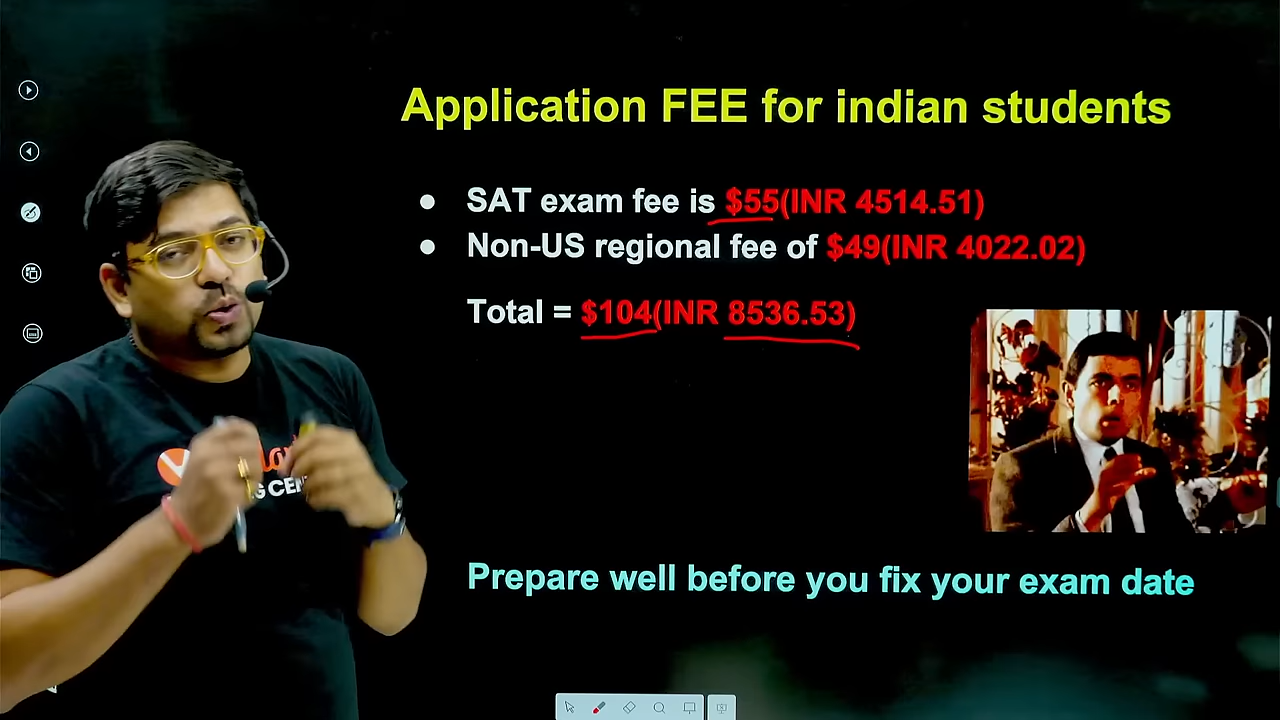 Application FEE for indian students
● SAT exam fee is $55(INR 4514.51)
● Non-US regional fee of $49(INR 4022.02)
Total = $104(INR 8536.53)
Prepare well before you fix your exam date